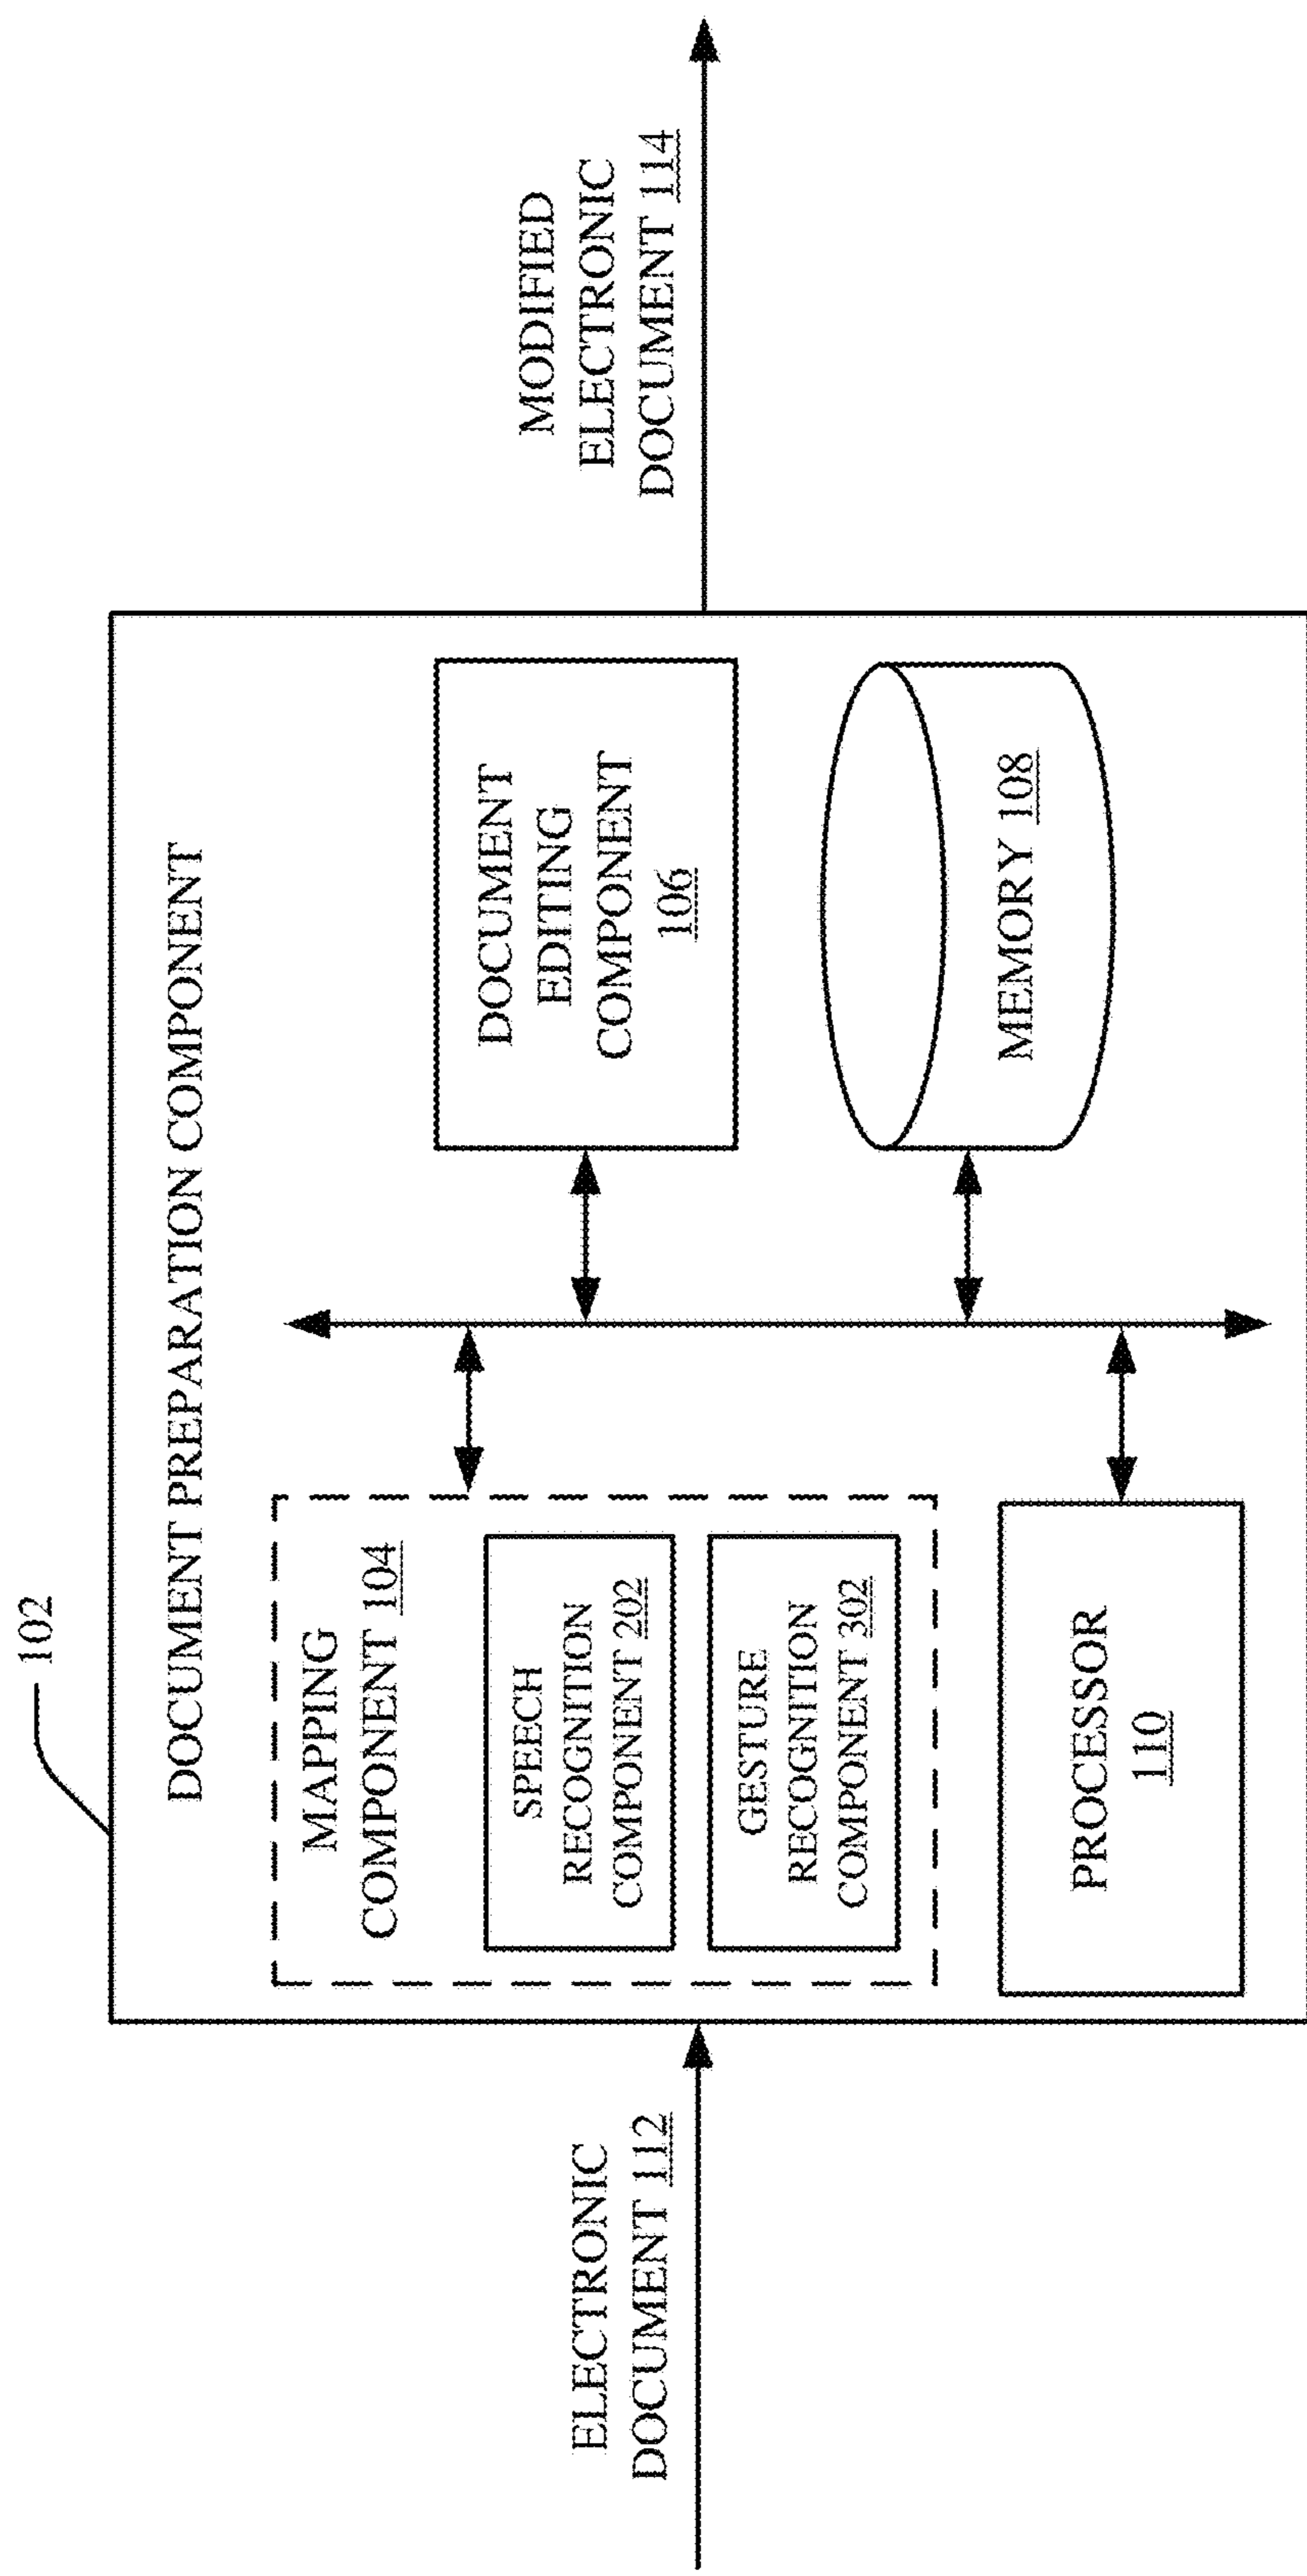 102
DOCUMENT PREPARATION COMPONENT
ELECTRONIC
DOCUMENT 112
MAPPING
COMPONENT 104
SPEECH
RECOGNITION
COMPONENT 202
GESTURE
RECOGNITION
COMPONENT 302
PROCESSOR
110
DOCUMENT
EDITING
COMPONENT
106
MEMORY 108
MODIFIED
ELECTRONIC
DOCUMENT 114